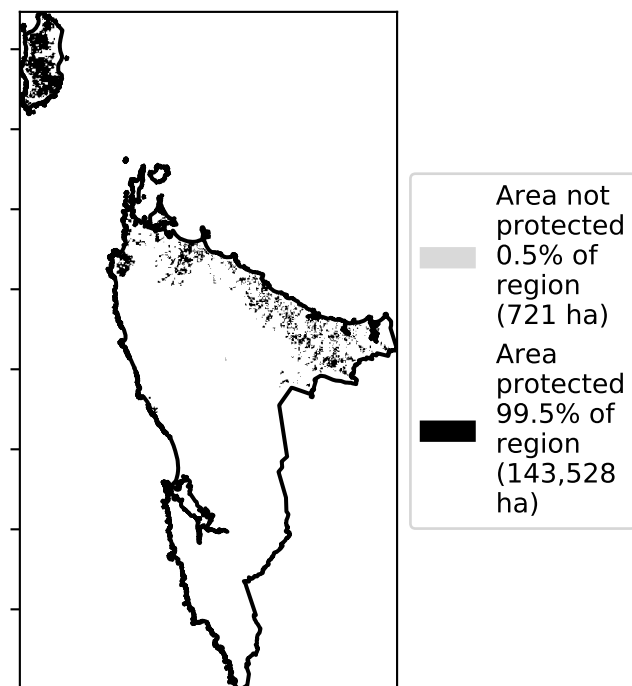 Area not
protected
0.5% of
region
(721 ha)
Area
protected
99.5% of
region
(143,528
ha)